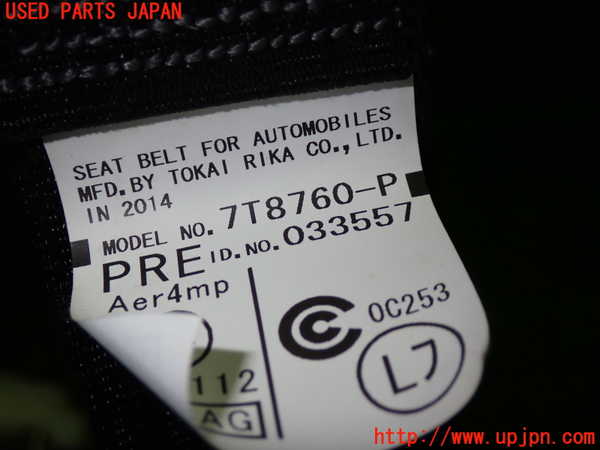 USED PARTS JAPAN
SEAT BELT FOR AUTOMOBILES
MFD. BY TOKAI RIKA CO., LTD.
IN 2014
MODEL NO. 7T8760-P
PRE ID. NO. 033557
Aer4mp
0C253
112
AG
http://www.upjpn.com